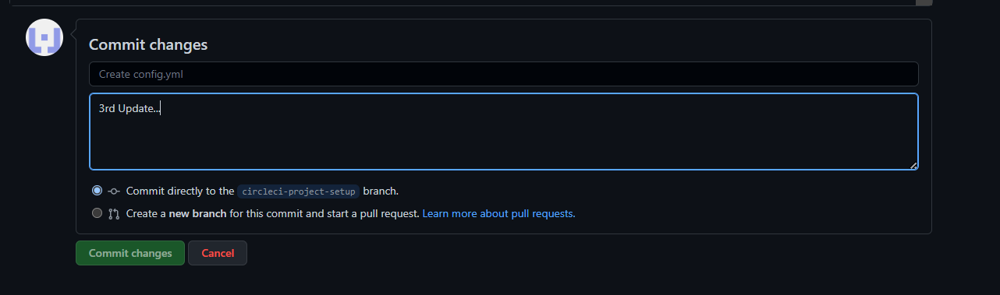 Commit changes
Create config.yml
3rd Update...
Commit directly to the circleci-project-setup branch.
Create a new branch for this commit and start a pull request. Learn more about pull requests.
Commit changes Cancel